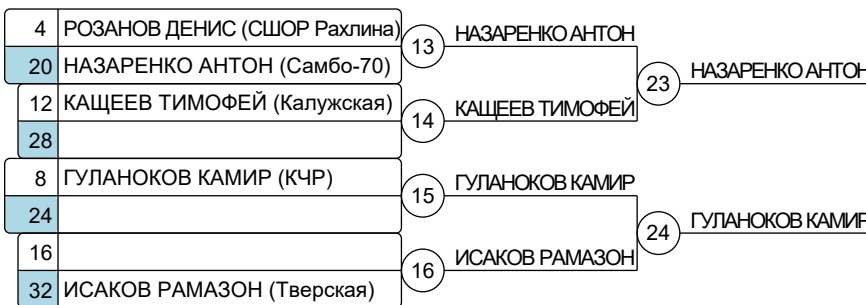 4 РОЗАНОВ ДЕНИС (СШОР Рахлина)
13 НАЗАРЕНКО АНТОН
20 НАЗАРЕНКО АНТОН (Самбо-70)
23 НАЗАРЕНКО АНТОН
12 КАЩЕЕВ ТИМОФЕЙ (Калужская)
14 КАЩЕЕВ ТИМОФЕЙ
28
8 ГУЛАНОКОВ КАМИР (КЧР)
15 ГУЛАНОКОВ КАМИР
24
24 ГУЛАНОКОВ КАМИР
16
16 ИСАКОВ РАМАЗОН
32 ИСАКОВ РАМАЗОН (Тверская)